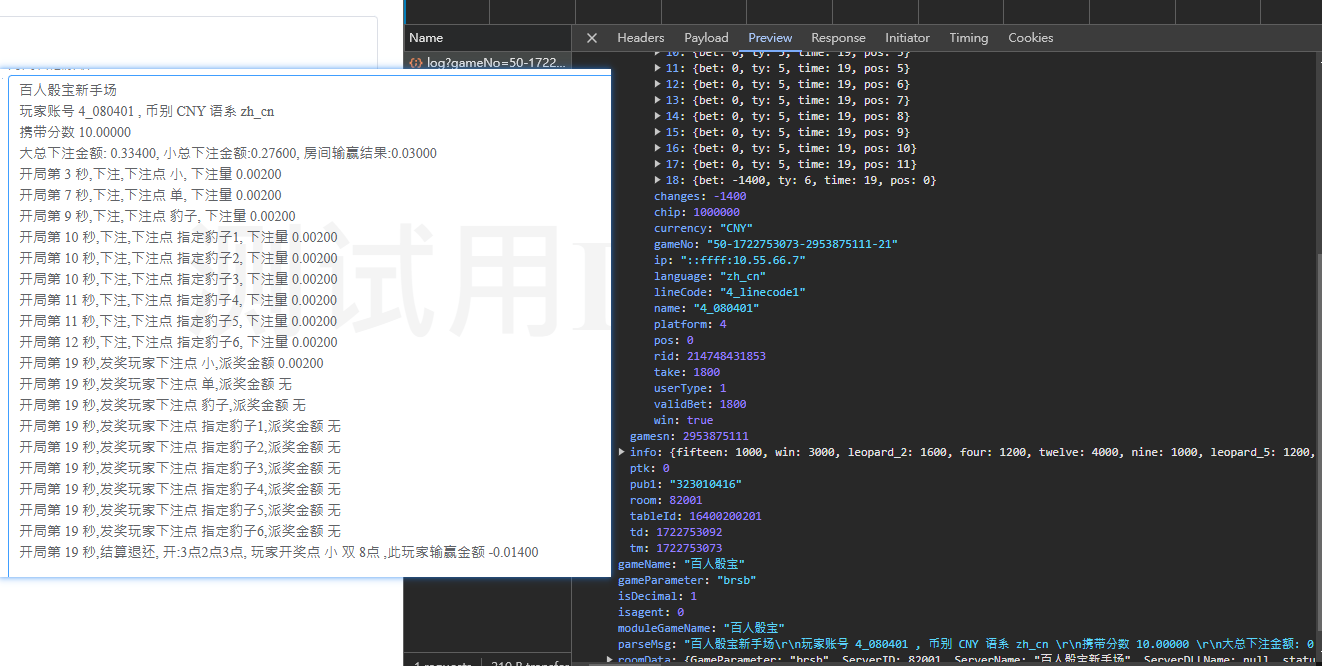 Name
Headers Payload Preview Response Initiator Timing Cookies
log?gameNo=50-1722...
百人骰宝新手场
玩家账号 4_080401 , 币别 CNY 语系 zh_cn
携带分数 10.00000
大总下注金额: 0.33400, 小总下注金额:0.27600, 房间输赢结果:0.03000
开局第 3 秒,下注,下注点 小, 下注量 0.00200
开局第 7 秒,下注,下注点 单, 下注量 0.00200
开局第 9 秒,下注,下注点 豹子, 下注量 0.00200
开局第 10 秒,下注,下注点 指定豹子1, 下注量 0.00200
开局第 10 秒,下注,下注点 指定豹子2, 下注量 0.00200
开局第 10 秒,下注,下注点 指定豹子3, 下注量 0.00200
开局第 11 秒,下注,下注点 指定豹子4, 下注量 0.00200
开局第 11 秒,下注,下注点 指定豹子5, 下注量 0.00200
开局第 12 秒,下注,下注点 指定豹子6, 下注量 0.00200
开局第 19 秒,发奖玩家下注点 小,派奖金额 0.00200
开局第 19 秒,发奖玩家下注点 单,派奖金额 无
开局第 19 秒,发奖玩家下注点 豹子,派奖金额 无
开局第 19 秒,发奖玩家下注点 指定豹子1,派奖金额 无
开局第 19 秒,发奖玩家下注点 指定豹子2,派奖金额 无
开局第 19 秒,发奖玩家下注点 指定豹子3,派奖金额 无
开局第 19 秒,发奖玩家下注点 指定豹子4,派奖金额 无
开局第 19 秒,发奖玩家下注点 指定豹子5,派奖金额 无
开局第 19 秒,发奖玩家下注点 指定豹子6,派奖金额 无
开局第 19 秒,结算退还, 开:3点2点3点, 玩家开奖点 小 双 8点 ,此玩家输赢金额 -0.01400
测试用
10: {bet: 0, ty: 5, time: 19, pos: 5}
11: {bet: 0, ty: 5, time: 19, pos: 5}
12: {bet: 0, ty: 5, time: 19, pos: 6}
13: {bet: 0, ty: 5, time: 19, pos: 7}
14: {bet: 0, ty: 5, time: 19, pos: 8}
15: {bet: 0, ty: 5, time: 19, pos: 9}
16: {bet: 0, ty: 5, time: 19, pos: 10}
17: {bet: 0, ty: 5, time: 19, pos: 11}
18: {bet: -1400, ty: 6, time: 19, pos: 0}
changes: -1400
chip: 1000000
currency: "CNY"
gameNo: "50-1722753073-2953875111-21"
ip: "::ffff:10.55.66.7"
language: "zh_cn"
lineCode: "4_linecode1"
name: "4_080401"
platform: 4
pos: 0
rid: 214748431853
take: 1800
userType: 1
validBet: 1800
win: true
gamesn: 2953875111
info: {fifteen: 1000, win: 3000, leopard_2: 1600, four: 1200, twelve: 4000, nine: 1000, leopard_5: 1200,
ptk: 0
pub1: "323010416"
room: 82001
tableId: 16400200201
td: 1722753092
tm: 1722753073
gameName: "百人骰宝"
gameParameter: "brsb"
isDecimal: 1
isagent: 0
moduleGameName: "百人骰宝"
parseMsg: "百人骰宝新手场\r\n玩家账号 4_080401 , 币别 CNY 语系 zh_cn \r\n携带分数 10.00000 \r\n大总下注金额: 0
roomData: {GameParameter: "brsb", ServerID: 82001, ServerName: "百人骰宝新手场", ServerDLLName: null, statu